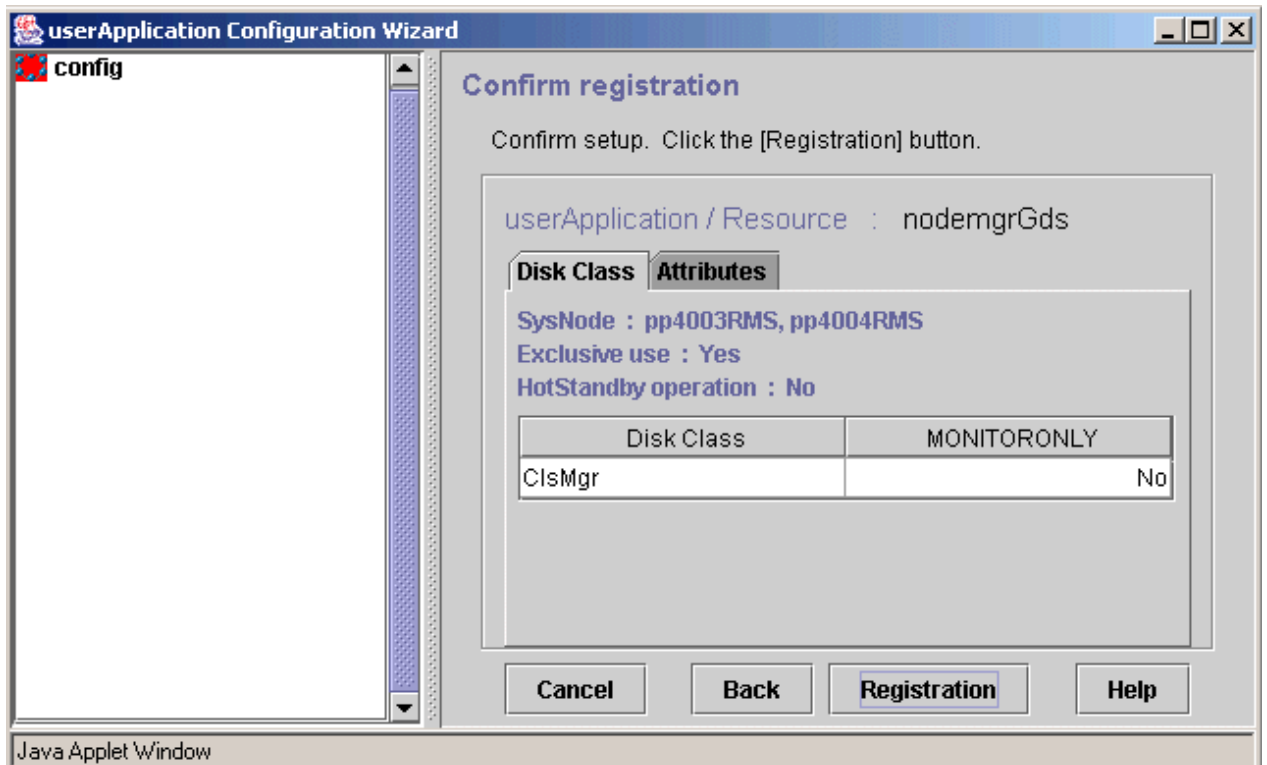 userApplication Configuration Wizard
config
Confirm registration
Confirm setup. Click the [Registration] button.
userApplication / Resource : nodemgrGds
Disk Class Attributes
SysNode : pp4003RMS, pp4004RMS
Exclusive use : Yes
HotStandby operation : No
Disk Class MONITORONLY
ClsMgr No
Cancel Back Registration Help
Java Applet Window